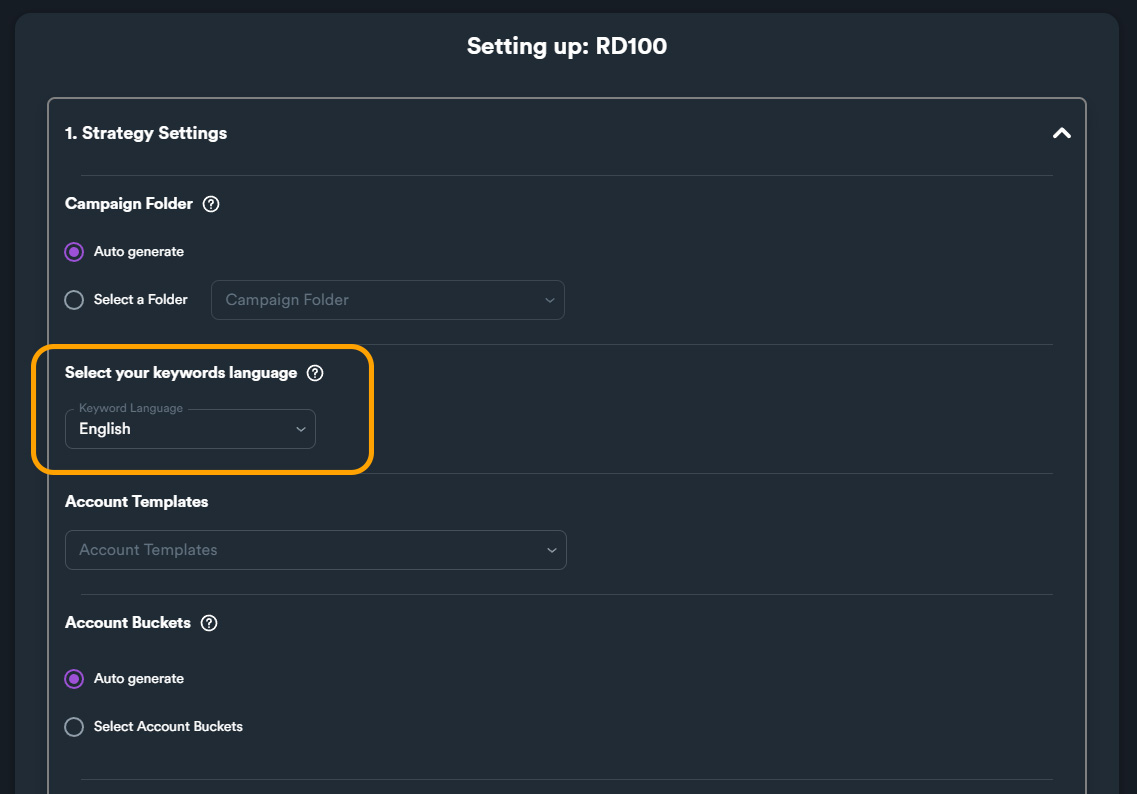 Setting up: RD100
1. Strategy Settings
Campaign Folder ?
Auto generate
Select a Folder Campaign Folder
Select your keywords language ?
Keyword Language
English
Account Templates
Account Templates
Account Buckets ?
Auto generate
Select Account Buckets